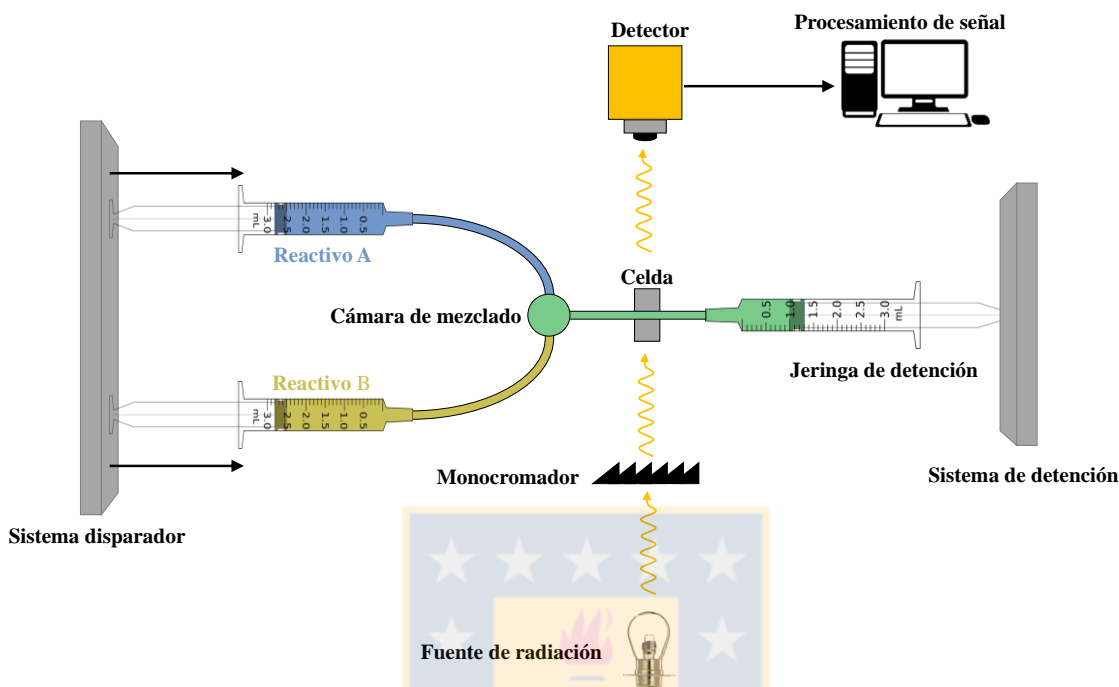 Procesamiento de señal
Detector
3.0
2.5
2.0
1.5
1.0
0.5
mL
Reactivo A
Celda
Cámara de mezclado
0.5
1.0
1.5
2.0
2.5
3.0
mL
Jeringa de detención
Reactivo B
3.0
2.5
2.0
1.5
1.0
0.5
mL
Monocromador
Sistema de detención
Sistema disparador
Fuente de radiación